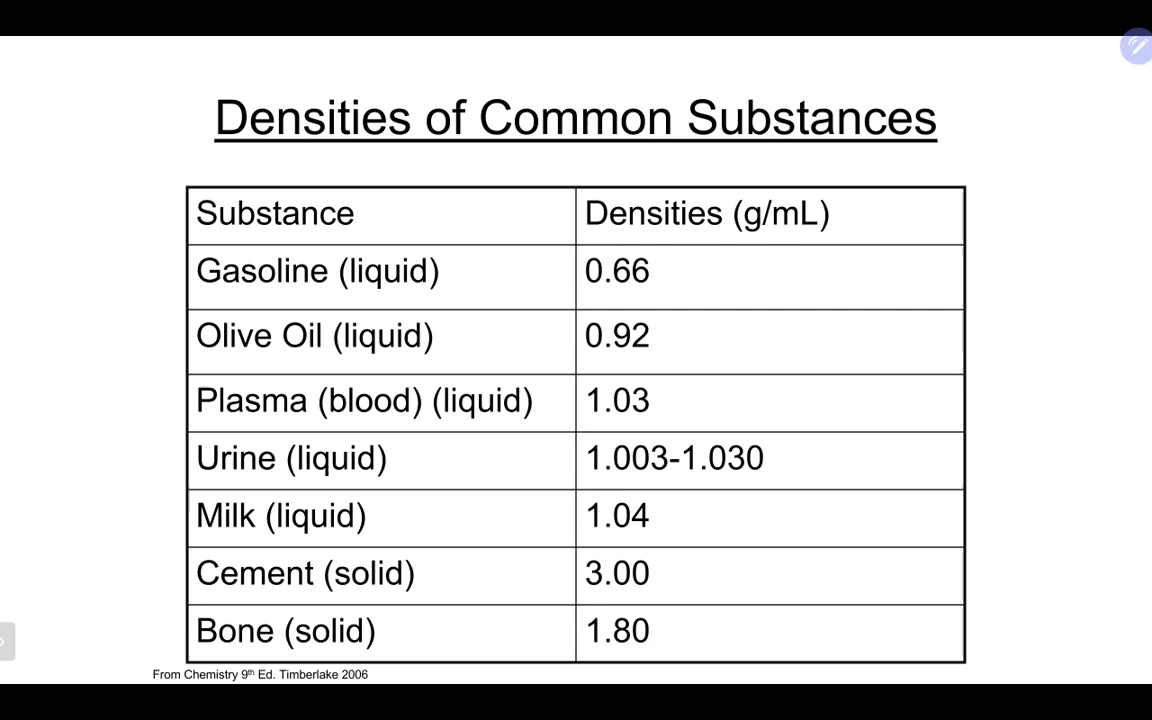 Densities of Common Substances
Substance Densities (g/mL)
Gasoline (liquid) 0.66
Olive Oil (liquid) 0.92
Plasma (blood) (liquid) 1.03
Urine (liquid) 1.003-1.030
Milk (liquid) 1.04
Cement (solid) 3.00
Bone (solid) 1.80
From Chemistry 9th Ed. Timberlake 2006